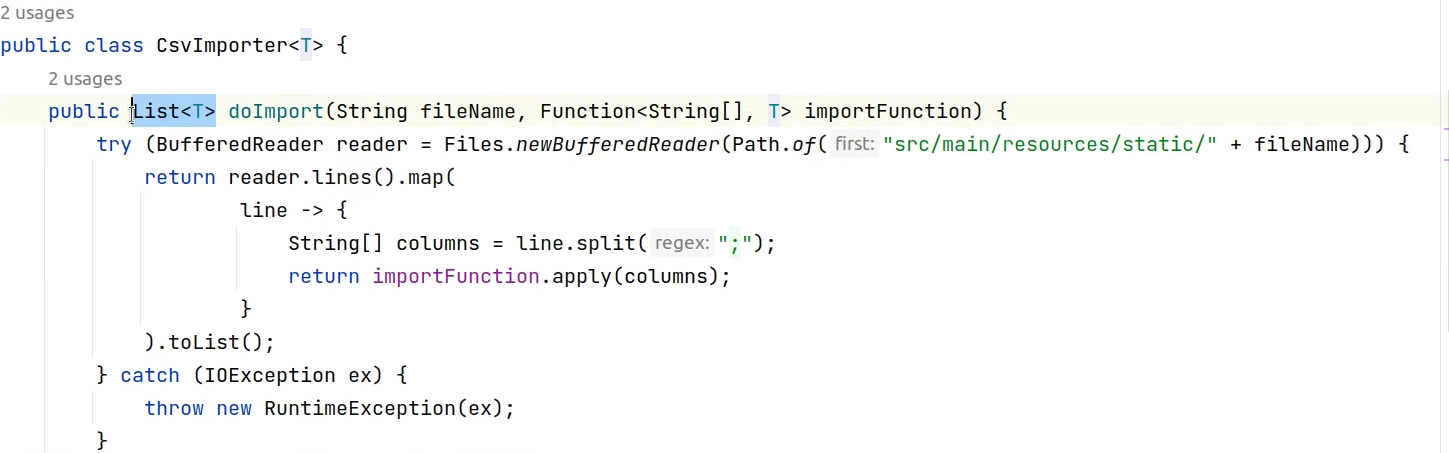 2 usages
public class CsvImporter<T> {
2 usages
public List<T> doImport(String fileName, Function<String[], T> importFunction) {
try (BufferedReader reader = Files.newBufferedReader(Path.of( first: "src/main/resources/static/" + fileName))) {
return reader.lines().map(
line -> {
String[] columns = line.split( regex: ";");
return importFunction.apply(columns);
}
).toList();
} catch (IOException ex) {
throw new RuntimeException(ex);
}